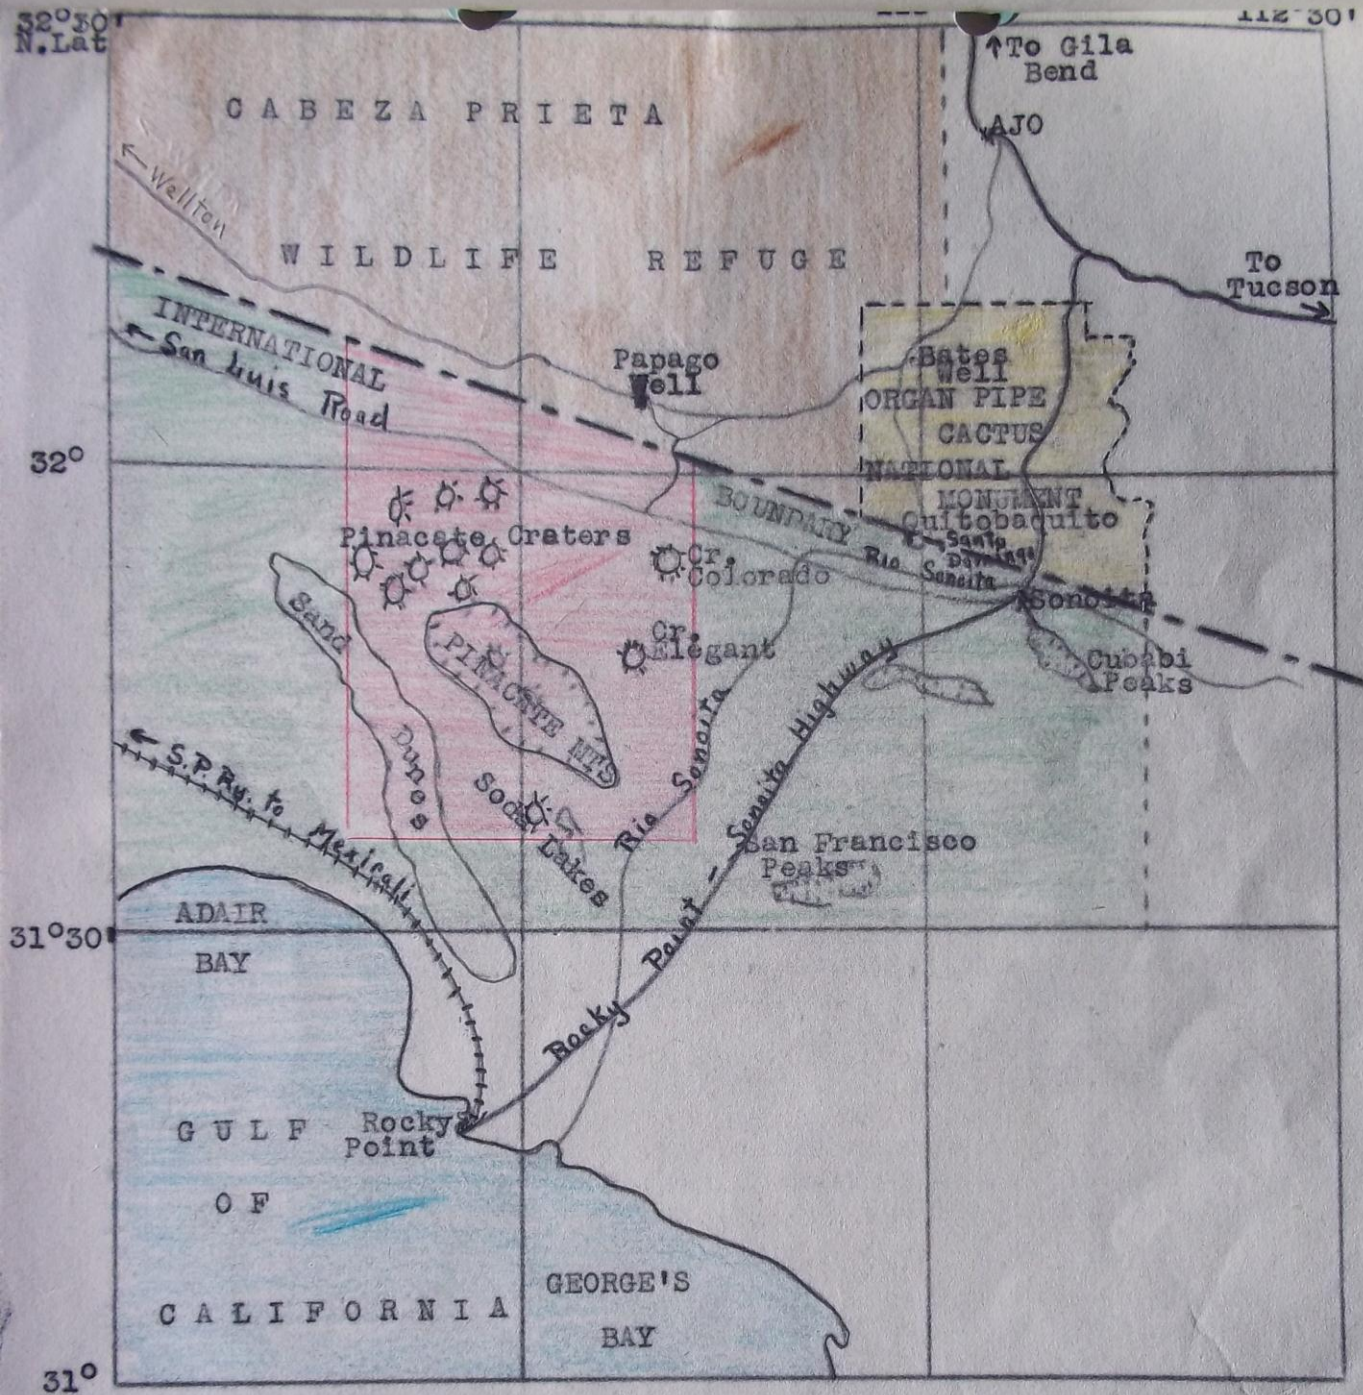 32°30'
N.Lat
112°30'
↑To Gila
Bend
AJO
CABEZA PRIETA
← Wellton
WILDLIFE REFUGE
To
Tucson
INTERNATIONAL
← San Luis Road
Papago
Well
Bates
Well
ORGAN PIPE
CACTUS
NATIONAL
MONUMENT
32°
BOUNDARY
Quitobaquito
Santo
Domingo
Rio Sonoita
Pinacate Craters
Cr.
Colorado
Sonoita
Sand
Dunes
PINACATE MTS
Cr.
Elegant
Cubabi
Peaks
← S.P. Ry. to Mexicali
Soda
Lakes
Rio Sonoita
Rocky Point - Sonoita Highway
San Francisco
Peaks
ADAIR
BAY
31°30'
Rocky
Point
GULF
OF
CALIFORNIA
GEORGE'S
BAY
31°